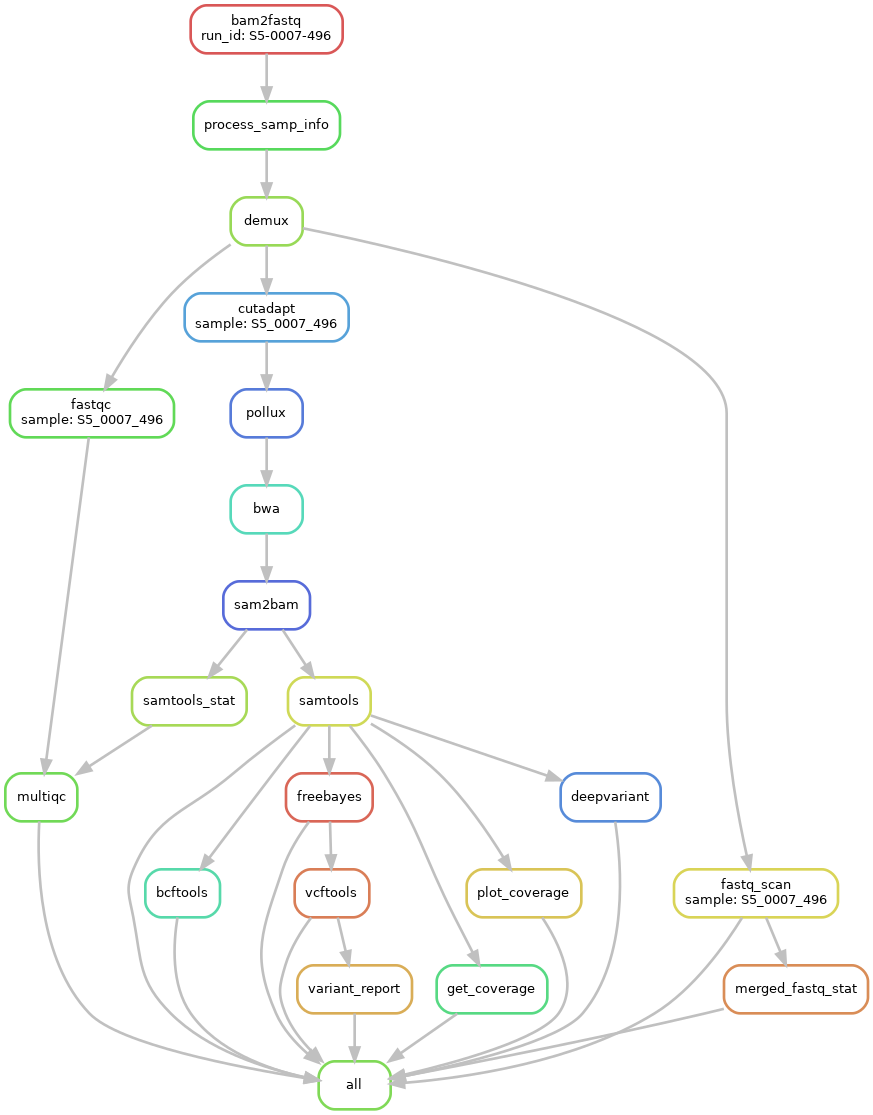 bam2fastq
run_id: S5-0007-496
process_samp_info
demux
cutadapt
sample: S5_0007_496
fastqc
sample: S5_0007_496
pollux
bwa
sam2bam
samtools_stat
samtools
multiqc
freebayes
deepvariant
bcftools
vcftools
plot_coverage
fastq_scan
sample: S5_0007_496
variant_report
get_coverage
merged_fastq_stat
all